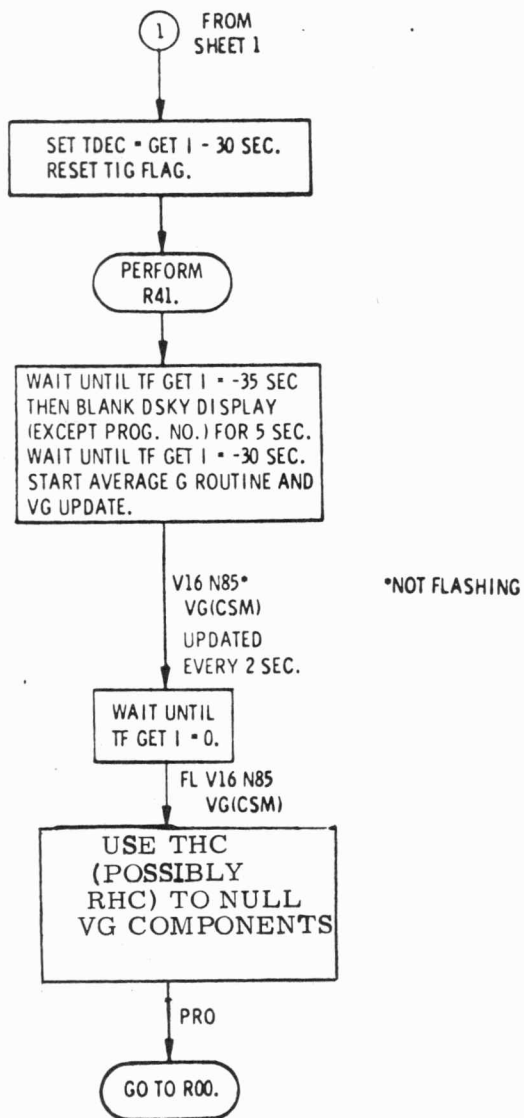 1
FROM
SHEET 1
SET TDEC = GET I - 30 SEC.
RESET TIG FLAG.
PERFORM
R41.
WAIT UNTIL TF GET I = -35 SEC
THEN BLANK DSKY DISPLAY
(EXCEPT PROG. NO.) FOR 5 SEC.
WAIT UNTIL TF GET I = -30 SEC.
START AVERAGE G ROUTINE AND
VG UPDATE.
V16 N85*
VG(CSM)
UPDATED
EVERY 2 SEC.
*NOT FLASHING
WAIT UNTIL
TF GET I = 0.
FL V16 N85
VG(CSM)
USE THC
(POSSIBLY
RHC) TO NULL
VG COMPONENTS
PRO
GO TO R00.